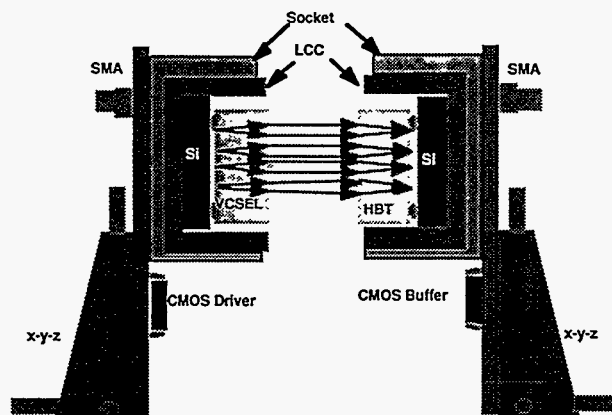 Socket
LCC
SMA
SMA
Si
Si
VCSEL
HBT
CMOS Driver
CMOS Buffer
x-y-z
x-y-z